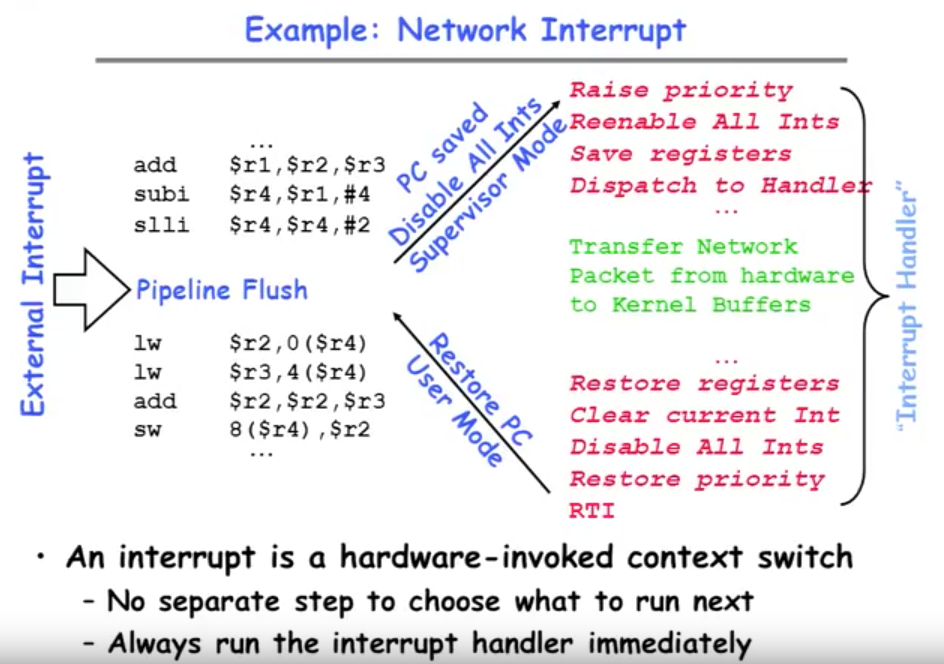 Example: Network Interrupt
External Interrupt
...
add $r1,$r2,$r3
subi $r4,$r1,#4
slli $r4,$r4,#2
Pipeline Flush
lw $r2,0($r4)
lw $r3,4($r4)
add $r2,$r2,$r3
sw 8($r4),$r2
...
PC saved
Disable All Ints
Supervisor Mode
Restore PC
User Mode
Raise priority
Reenable All Ints
Save registers
Dispatch to Handler
...
Transfer Network
Packet from hardware
to Kernel Buffers
...
Restore registers
Clear current Int
Disable All Ints
Restore priority
RTI
“Interrupt Handler”
• An interrupt is a hardware-invoked context switch
- No separate step to choose what to run next
- Always run the interrupt handler immediately